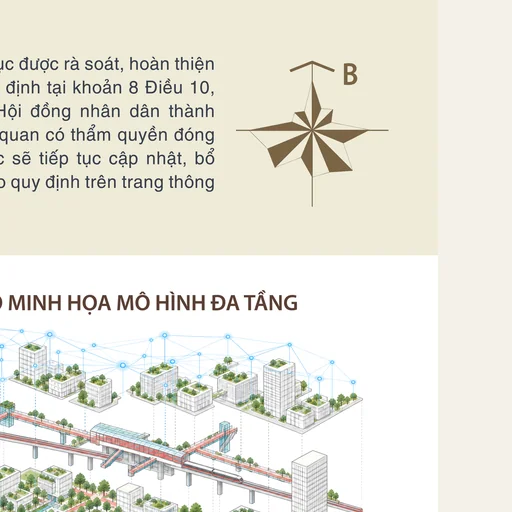 được rà soát, hoàn thiện
định tại khoản 8 Điều 10,
Hội đồng nhân dân thành
quan có thẩm quyền đóng
sẽ tiếp tục cập nhật, bổ
quy định trên trang thông
B
MINH HỌA MÔ HÌNH ĐA TẦNG